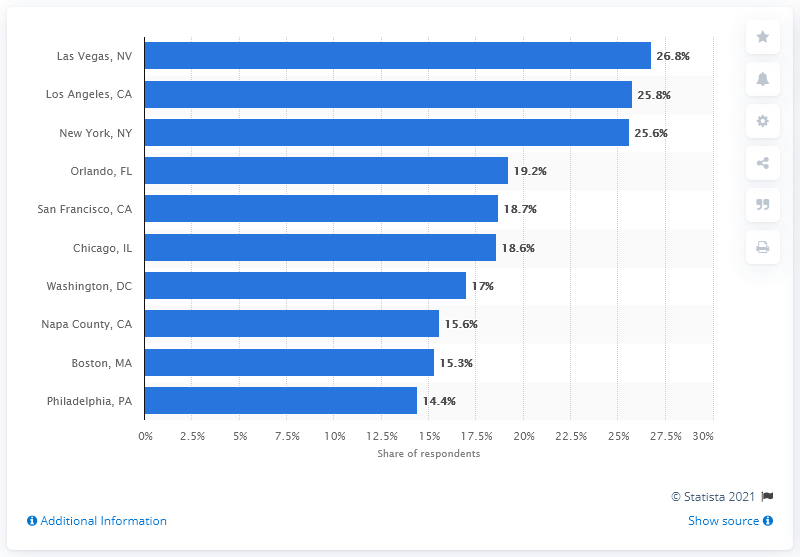 Las Vegas, NV 26.8%
Los Angeles, CA 25.8%
New York, NY 25.6%
Orlando, FL 19.2%
San Francisco, CA 18.7%
Chicago, IL 18.6%
Washington, DC 17%
Napa County, CA 15.6%
Boston, MA 15.3%
Philadelphia, PA 14.4%
0% 2.5% 5% 7.5% 10% 12.5% 15% 17.5% 20% 22.5% 25% 27.5% 30%
Share of respondents
© Statista 2021
Additional Information Show source